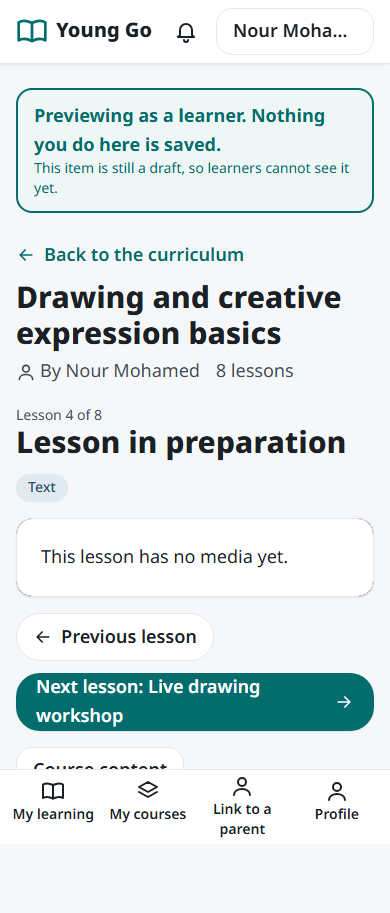 Young Go
Nour Moha...
Previewing as a learner. Nothing
you do here is saved.
This item is still a draft, so learners cannot see it
yet.
← Back to the curriculum
Drawing and creative
expression basics
By Nour Mohamed 8 lessons
Lesson 4 of 8
Lesson in preparation
Text
This lesson has no media yet.
← Previous lesson
Next lesson: Live drawing
workshop →
Course content
My learning
My courses
Link to a
parent
Profile